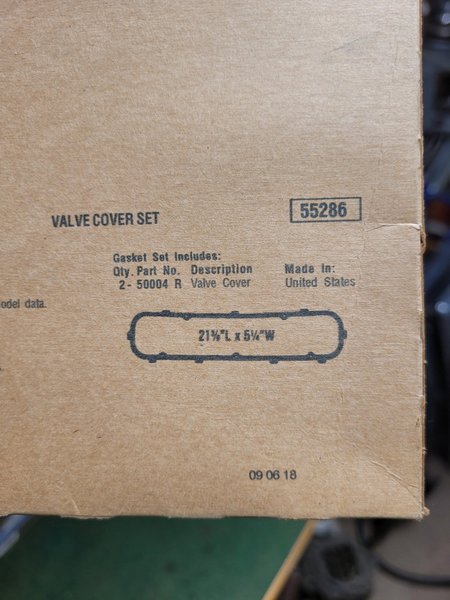 VALVE COVER SET
55286
Gasket Set Includes:
Qty. Part No. Description
Made In:
2- 50004 R Valve Cover
United States
odel data.
21⅜"L x 5¼"W
09 06 18